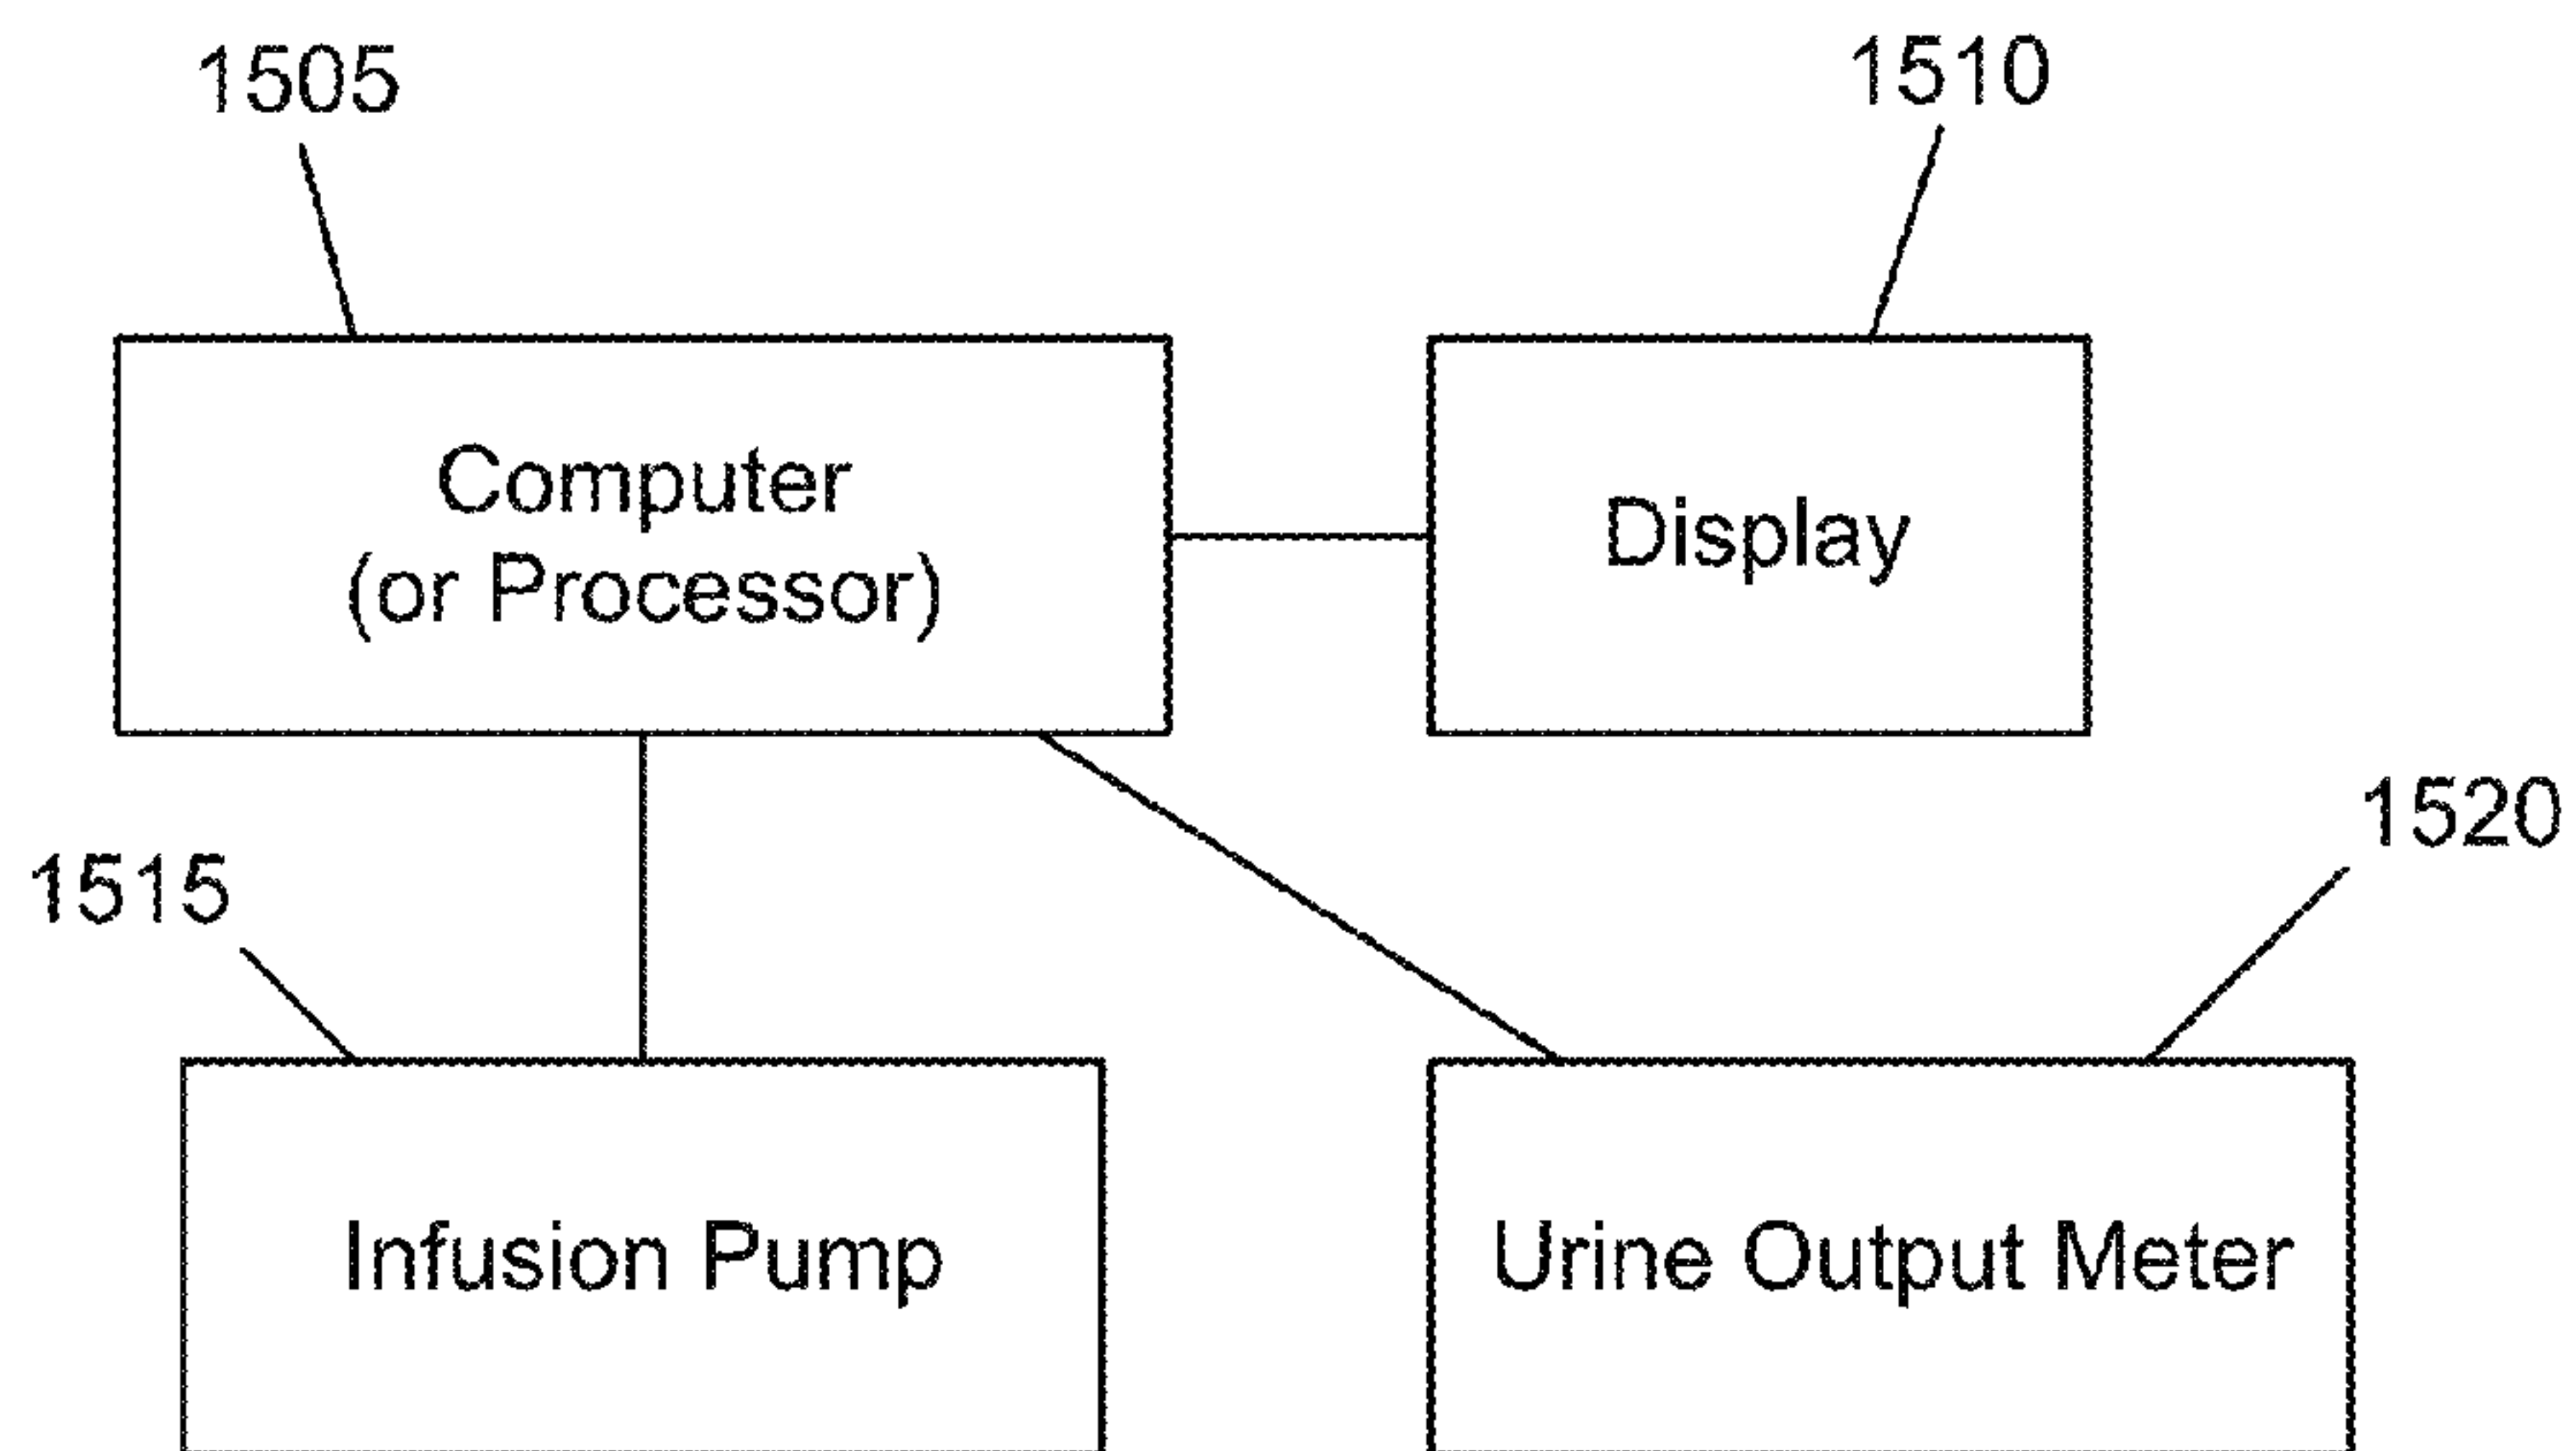 1505
1510
Computer
(or Processor)
Display
1515
1520
Infusion Pump
Urine Output Meter